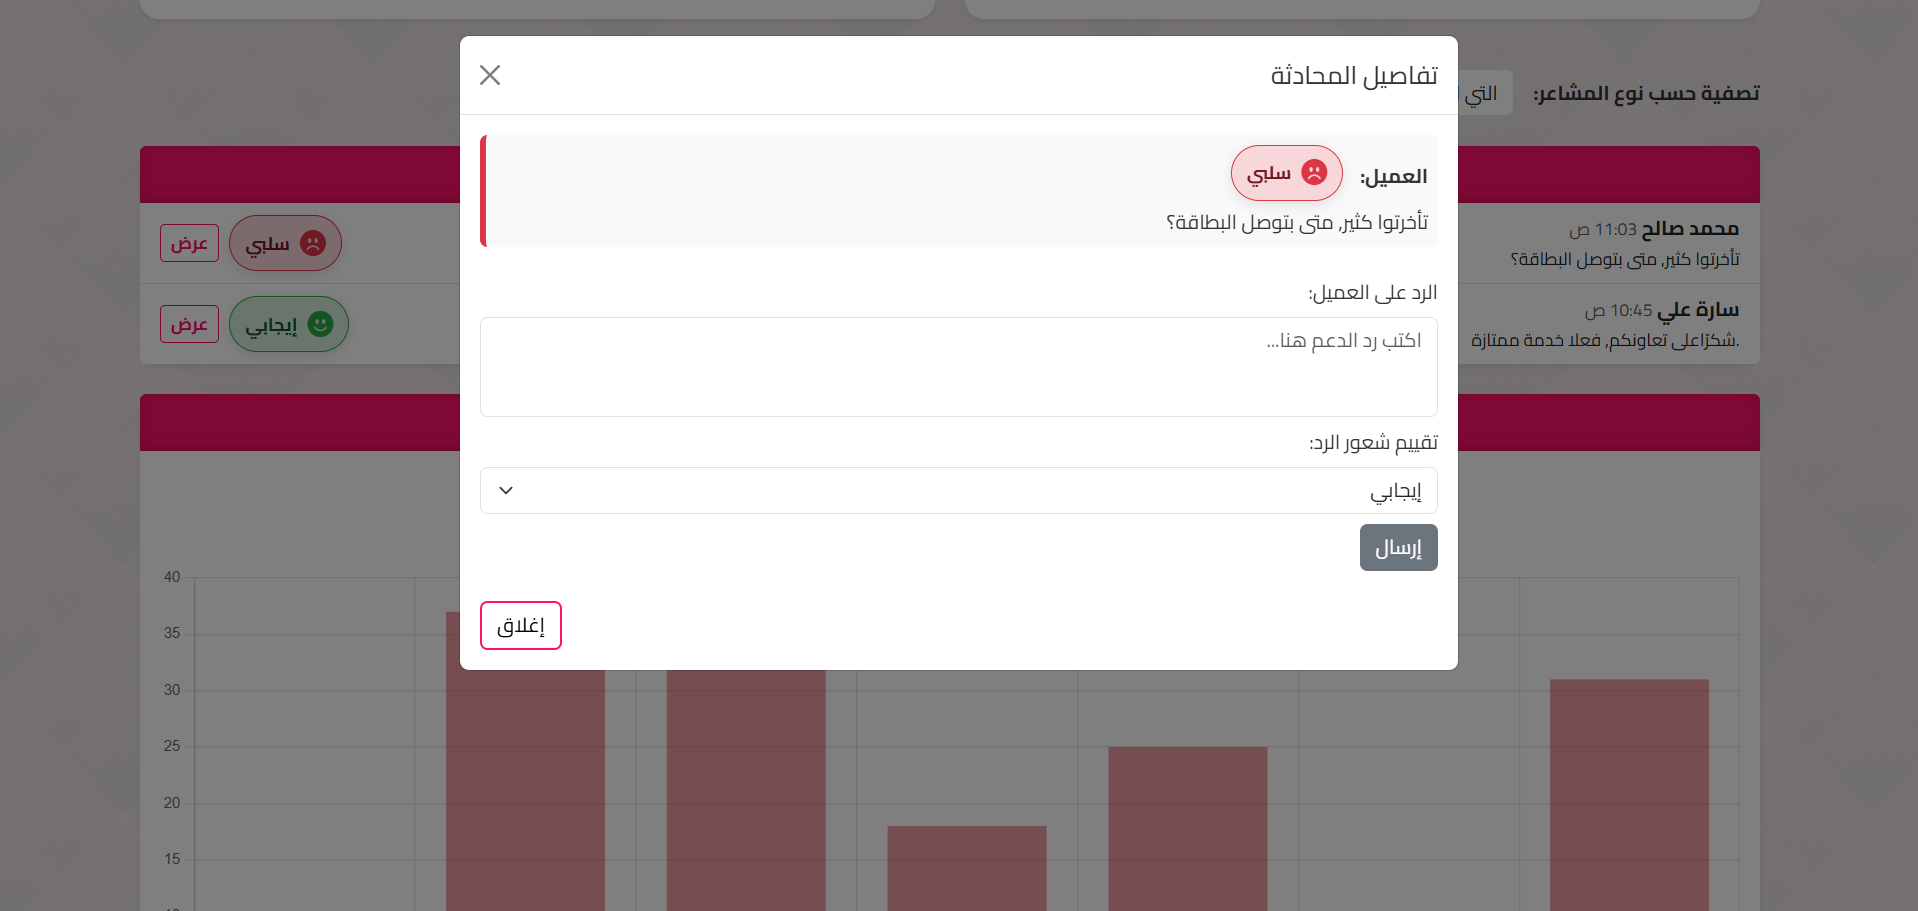 تفاصيل المحادثة
العميل: سلبي
تأخرتوا كثير, متى بتوصل البطاقة؟
الرد على العميل:
اكتب رد الدعم هنا...
تقييم شعور الرد:
إيجابي
إرسال
إغلاق
تصفية حسب نوع المشاعر: التي
محمد صالح 11:03 ص
تأخرتوا كثير, متى بتوصل البطاقة؟
سلبي عرض
سارة علي 10:45 ص
.شكرًاعلى تعاونكم, فعلا خدمة ممتازة
إيجابي عرض
40
35
30
25
20
15